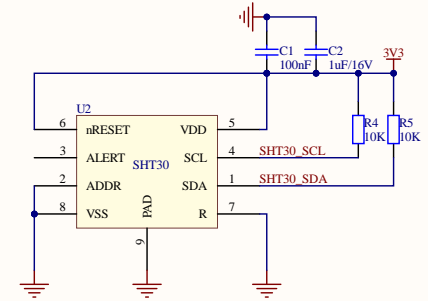 C1
100nF
C2
1uF/16V
3V3
U2
6 nRESET VDD 5
R4
10K
R5
10K
3 ALERT SCL 4 SHT30_SCL
SHT30
2 ADDR SDA 1 SHT30_SDA
8 VSS PAD R 7
9